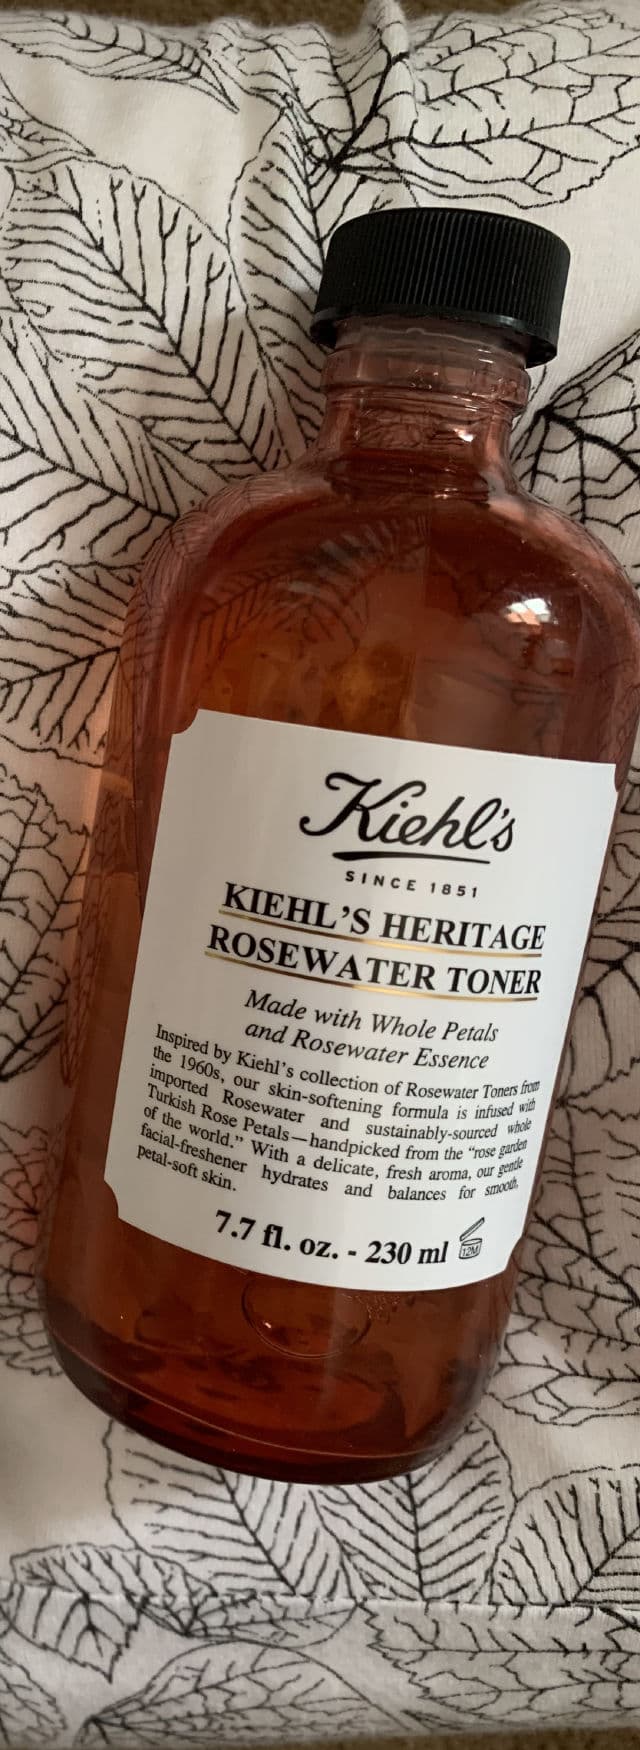 Kiehl's
SINCE 1851
KIEHL'S HERITAGE
ROSEWATER TONER
Made with Whole Petals
and Rosewater Essence
Inspired by Kiehl's collection of Rosewater Toners from
the 1960s, our skin-softening formula is infused with
imported Rosewater and sustainably-sourced whole
Turkish Rose Petals—handpicked from the "rose garden
of the world." With a delicate, fresh aroma, our gentle
facial-freshener hydrates and balances for smooth,
petal-soft skin.
7.7 fl. oz. - 230 ml 12M